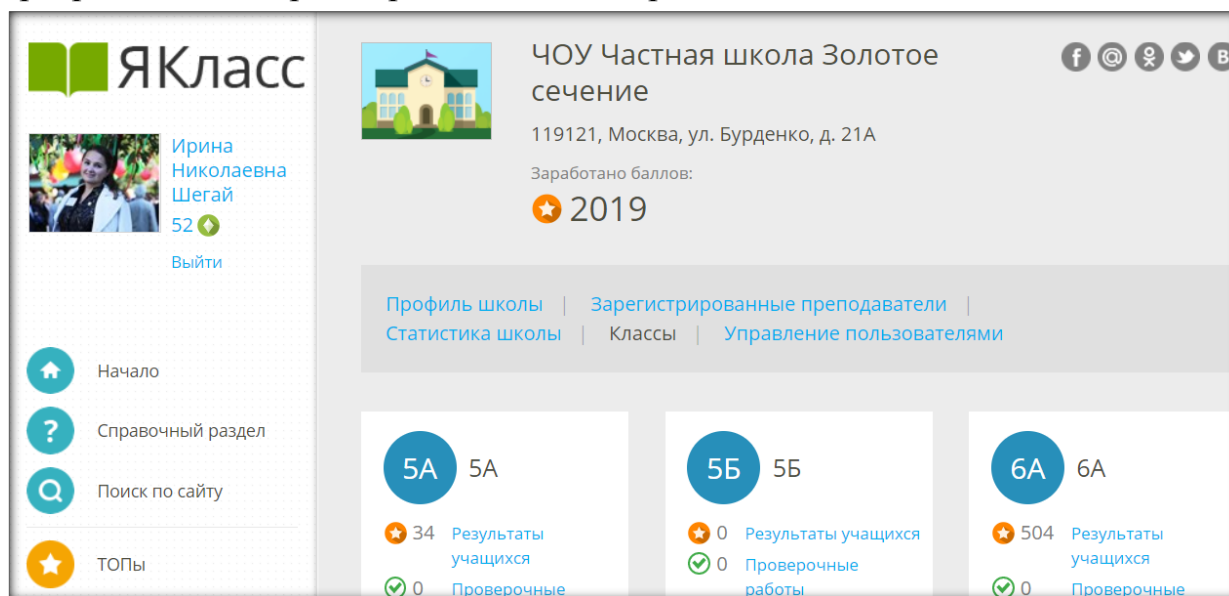 ЯКласс
Ирина
Николаевна
Шегай
52
Выйти
Начало
Справочный раздел
Поиск по сайту
ТОПы
ЧОУ Частная школа Золотое
сечение
119121, Москва, ул. Бурденко, д. 21А
Заработано баллов:
2019
Профиль школы | Зарегистрированные преподаватели |
Статистика школы | Классы | Управление пользователями
5А 5А
34 Результаты
учащихся
0 Проверочные
5Б 5Б
0 Результаты учащихся
0 Проверочные
работы
6А 6А
504 Результаты
учащихся
0 Проверочные